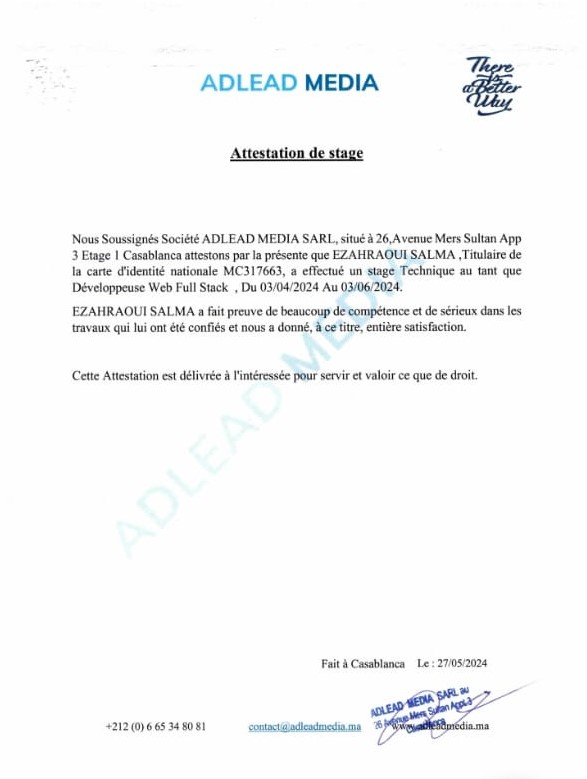 ADLEAD MEDIA
There
is
a Better
Way
Attestation de stage
Nous Soussignés Société ADLEAD MEDIA SARL, situé à 26,Avenue Mers Sultan App
3 Etage 1 Casablanca attestons par la présente que EZAHRAOUI SALMA ,Titulaire de
la carte d'identité nationale MC317663, a effectué un stage Technique au tant que
Développeuse Web Full Stack , Du 03/04/2024 Au 03/06/2024.
EZAHRAOUI SALMA a fait preuve de beaucoup de compétence et de sérieux dans les
travaux qui lui ont été confiés et nous a donné, à ce titre, entière satisfaction.
Cette Attestation est délivrée à l'intéressée pour servir et valoir ce que de droit.
ADLEAD MEDIA
Fait à Casablanca Le : 27/05/2024
ADLEAD MEDIA SARL au
26 Avenue Mers Sultan App 3
Casablanca
+212 (0) 6 65 34 80 81 contact@adleadmedia.ma www.adleadmedia.ma